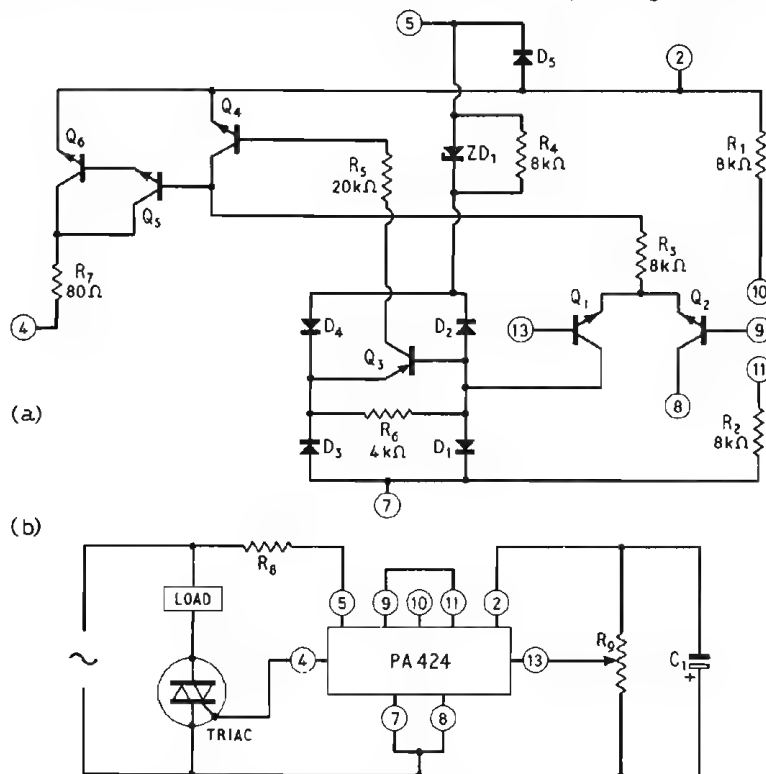 5
D5
2
Q6
Q4
ZD1
R4
8kΩ
R1
8kΩ
R5
20kΩ
Q5
R3
8kΩ
R7
80Ω
10
Q1
Q2
4
D4
D2
13
9
Q3
11
8
(a)
R6
4kΩ
D3
D1
R2
8kΩ
7
(b)
R8
LOAD
5
9
10
11
2
4
PA424
13
R9
C1
+
TRIAC
7
8